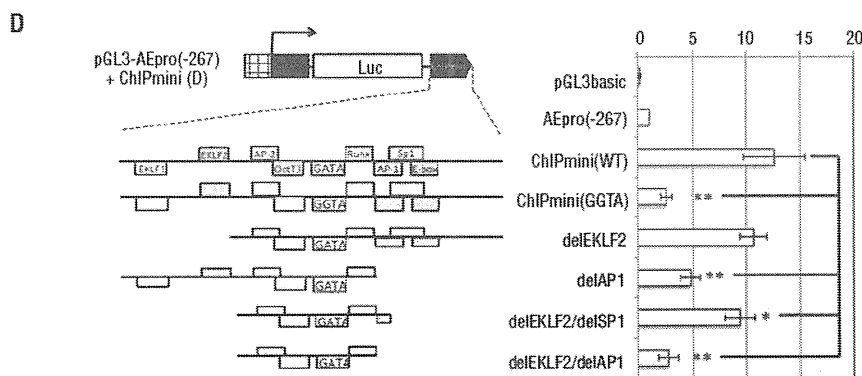 D
pGL3-AEpro(-267)
+ ChIPmini (D)
Luc
0 5 10 15 20
pGL3basic
AEpro(-267)
EKLF2 AP-2 Runx Sp1
EKLF1 Oct1 GATA AP-1 E-box
ChIPmini(WT)
GGTA
ChIPmini(GGTA) **
GATA
delEKLF2
GATA
delAP1 **
GATA
delEKLF2/delSP1 *
GATA
delEKLF2/delAP1 **